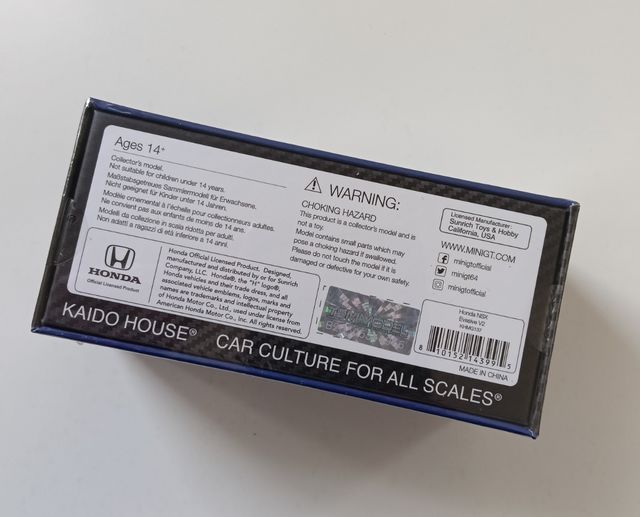 Ages 14+
Collector's model.
Not suitable for children under 14 years.
Maßstabsgetreues Sammlermodell für Erwachsene.
Nicht geeignet für Kinder unter 14 Jahren.
Modèle ornemental à l'échelle pour collectionneurs adultes.
Ne convient pas aux enfants de moins de 14 ans.
Modelli da collezione in scala ridotta per adulti.
Non adatti a ragazzi di età inferiore a 14 anni
HONDA
Official Licensed Product
Honda Official Licensed Product. Designed,
manufactured and distributed by or for Sunrich
Company, LLC. Honda®, the "H" logo®,
Honda vehicles and their trade dress, and all
associated vehicle emblems, logos, marks and
names are trademarks and intellectual property
of Honda Motor Co., Ltd., used under license from
American Honda Motor Co., Inc. All rights reserved.
WARNING:
CHOKING HAZARD
This product is a collector's model and is
not a toy.
Model contains small parts which may
pose a choking hazard if swallowed.
Please do not touch the model if it is
damaged or defective for your own safety.
Licensed Manufacturer:
Sunrich Toys & Hobby
California, USA
WWW.MINIGT.COM
minigtofficial
minigt64
minigtofficial
Honda NSX
Evasive V2
KHMG137
8 10152 14399 5
MADE IN CHINA
KAIDO HOUSE® CAR CULTURE FOR ALL SCALES®